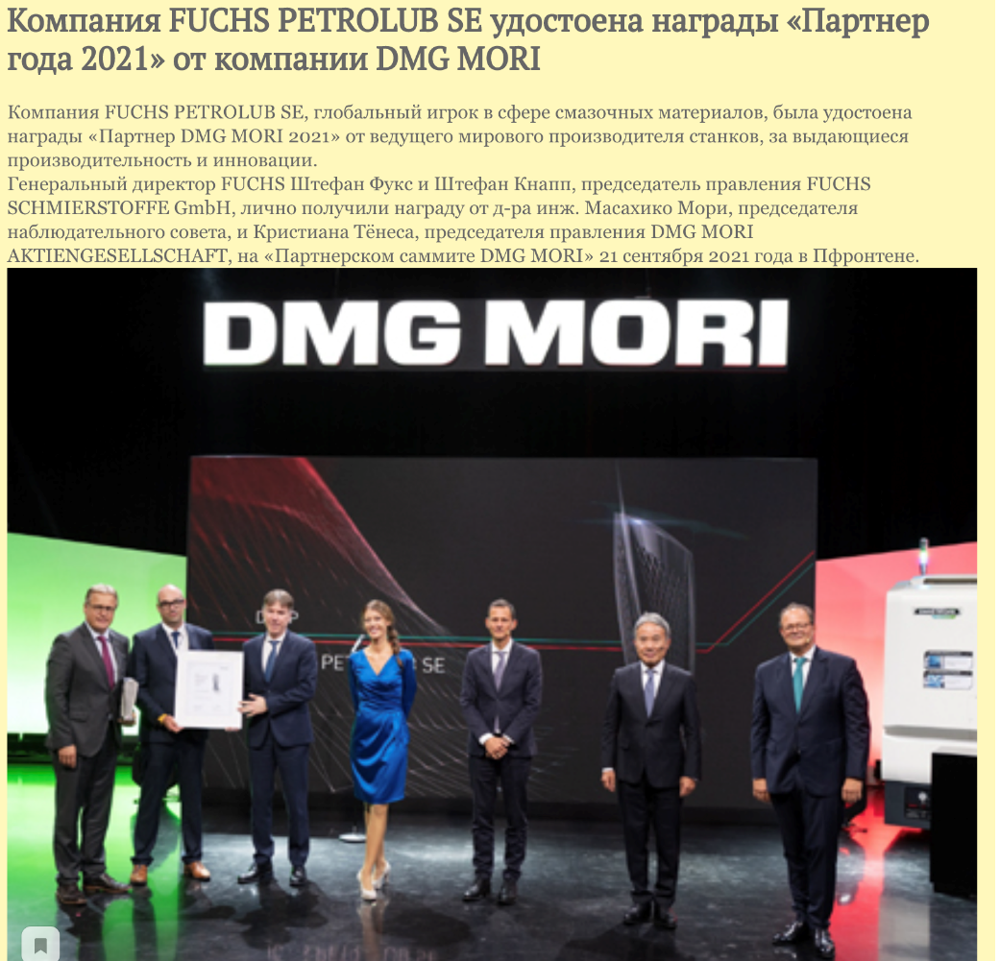 Компания FUCHS PETROLUB SE удостоена награды «Партнер
года 2021» от компании DMG MORI
Компания FUCHS PETROLUB SE, глобальный игрок в сфере смазочных материалов, была удостоена
награды «Партнер DMG MORI 2021» от ведущего мирового производителя станков, за выдающиеся
производительность и инновации.
Генеральный директор FUCHS Штефан Фукс и Штефан Кнапп, председатель правления FUCHS
SCHMIERSTOFFE GmbH, лично получили награду от д-ра инж. Масахико Мори, председателя
наблюдательного совета, и Кристиана Тёнеса, председателя правления DMG MORI
AKTIENGESELLSCHAFT, на «Партнерском саммите DMG MORI» 21 сентября 2021 года в Пфронтене.
DMG MORI
SE